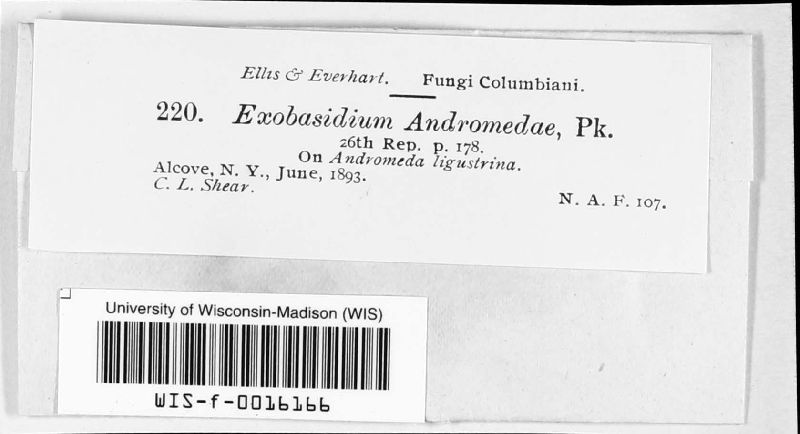 Ellis & Everhart. Fungi Columbiani.
220. Exobasidium Andromedae, Pk.
26th Rep. p. 178.
On Andromeda ligustrina.
Alcove, N. Y., June, 1893.
C. L. Shear.
N. A. F. 107.
University of Wisconsin-Madison (WIS)
WIS-f-0016166